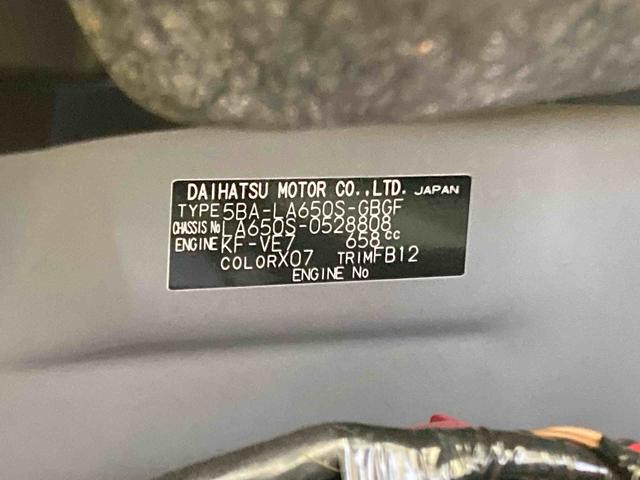 DAIHATSU MOTOR CO.,LTD. JAPAN
TYPE 5BA-LA650S-GBGF
CHASSIS No LA650S-0528808
ENGINE KF-VE7 658cc
COLOR X07 TRIM FB12
ENGINE No